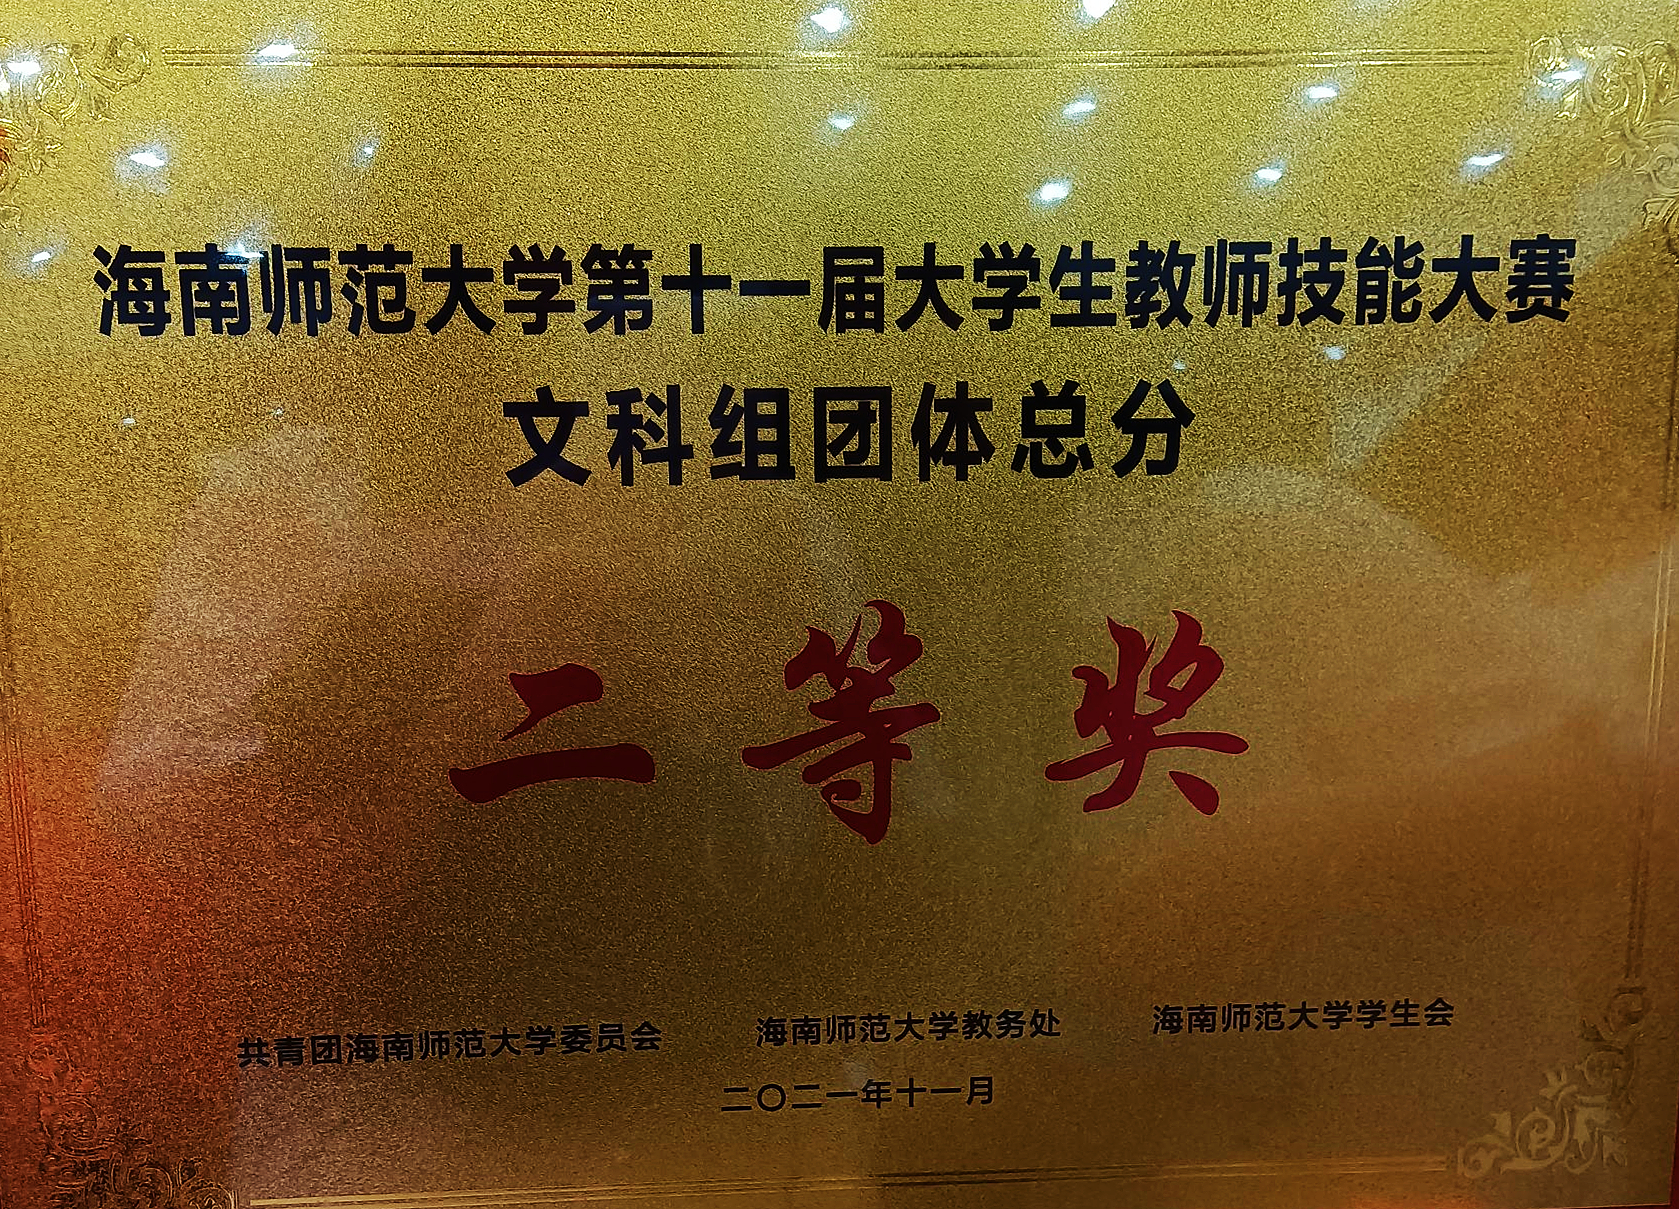 海南师范大学第十一届大学生教师技能大赛
文科组团体总分
二等奖
共青团海南师范大学委员会 海南师范大学教务处 海南师范大学学生会
二〇二一年十一月